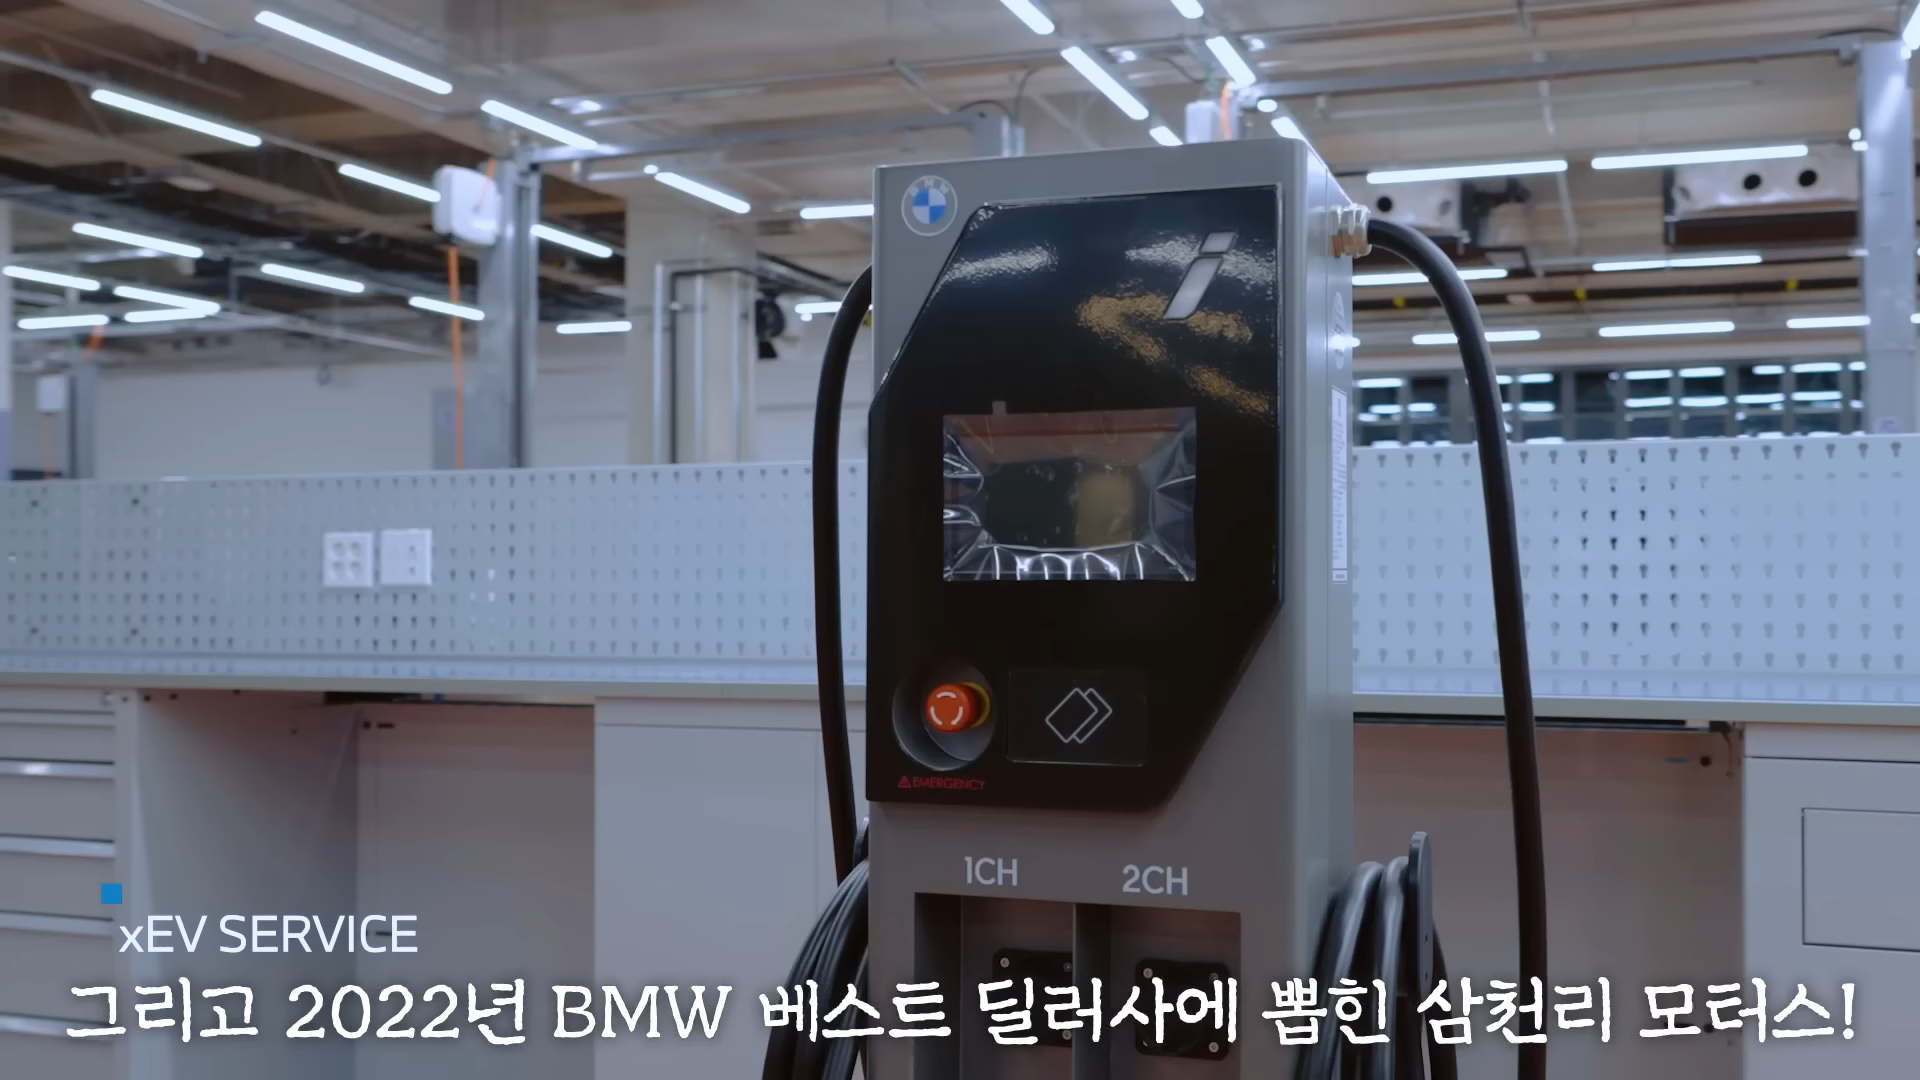 BMW
i
EMERGENCY
1CH
2CH
xEV SERVICE
그리고 2022년 BMW 베스트 딜러사에 뽑힌 삼천리 모터스!